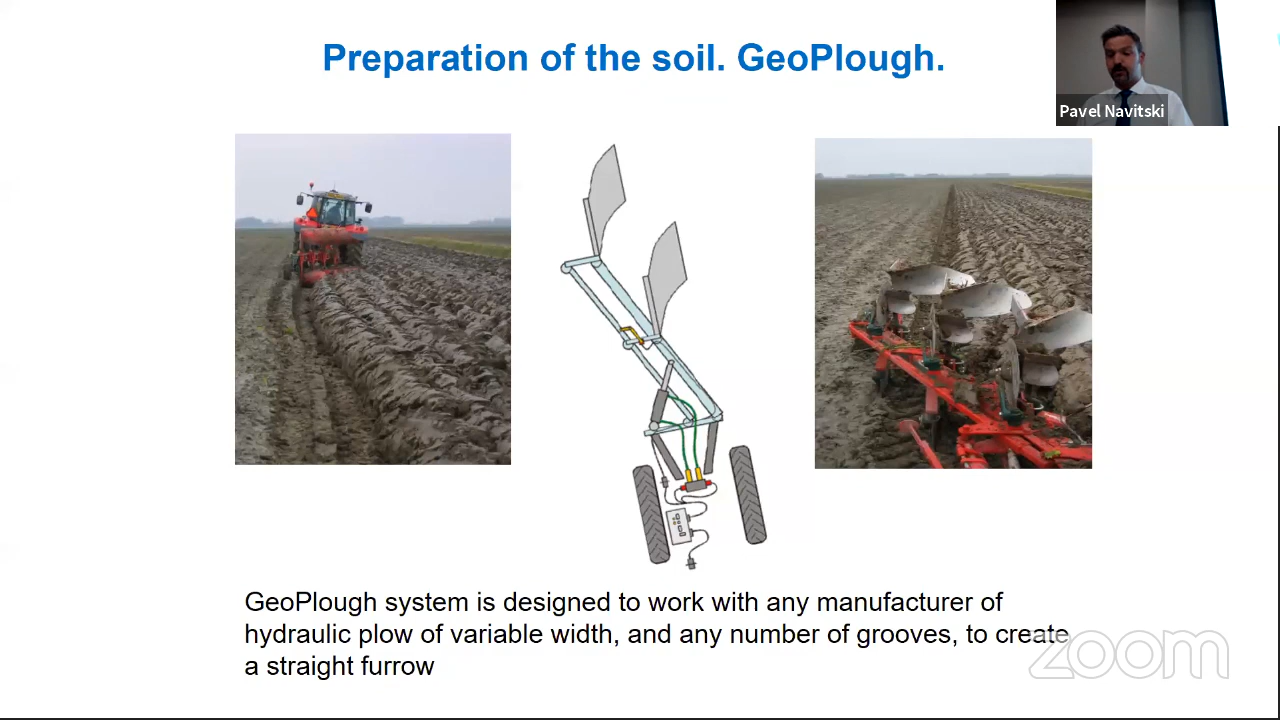 Preparation of the soil. GeoPlough.
Pavel Navitski
GeoPlough system is designed to work with any manufacturer of
hydraulic plow of variable width, and any number of grooves, to create
a straight furrow
zoom